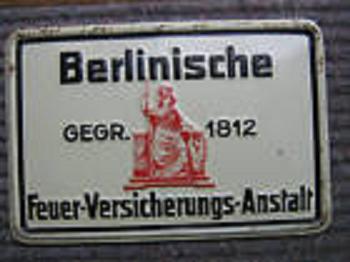 Berlinische
GEGR. 1812
Feuer-Versicherungs-Anstalt